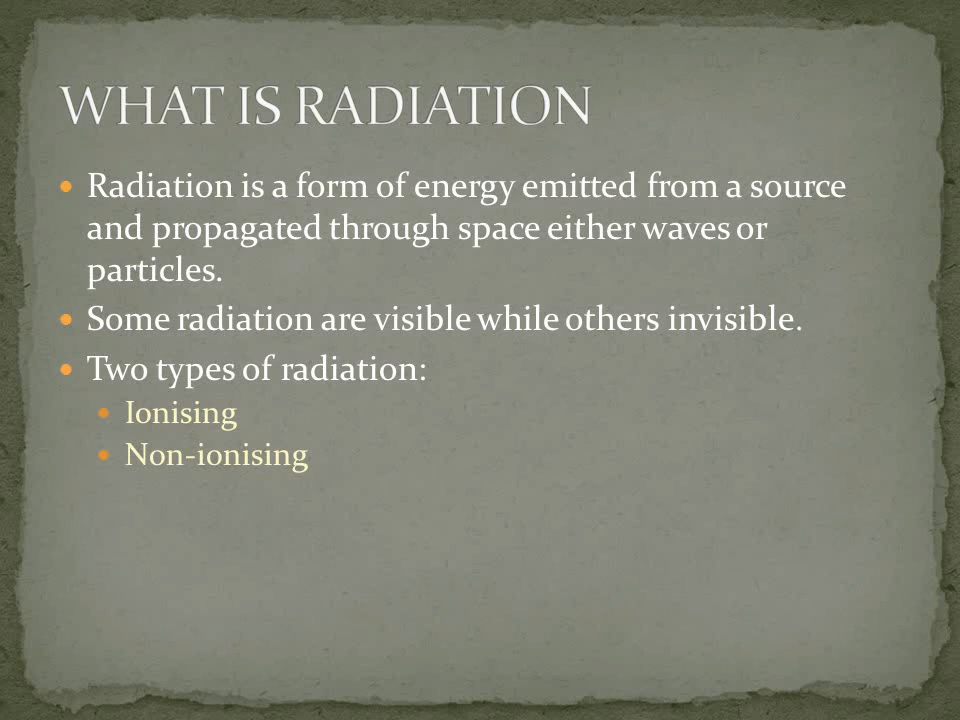 WHAT IS RADIATION
• Radiation is a form of energy emitted from a source
and propagated through space either waves or
particles.
• Some radiation are visible while others invisible.
• Two types of radiation:
• Ionising
• Non-ionising